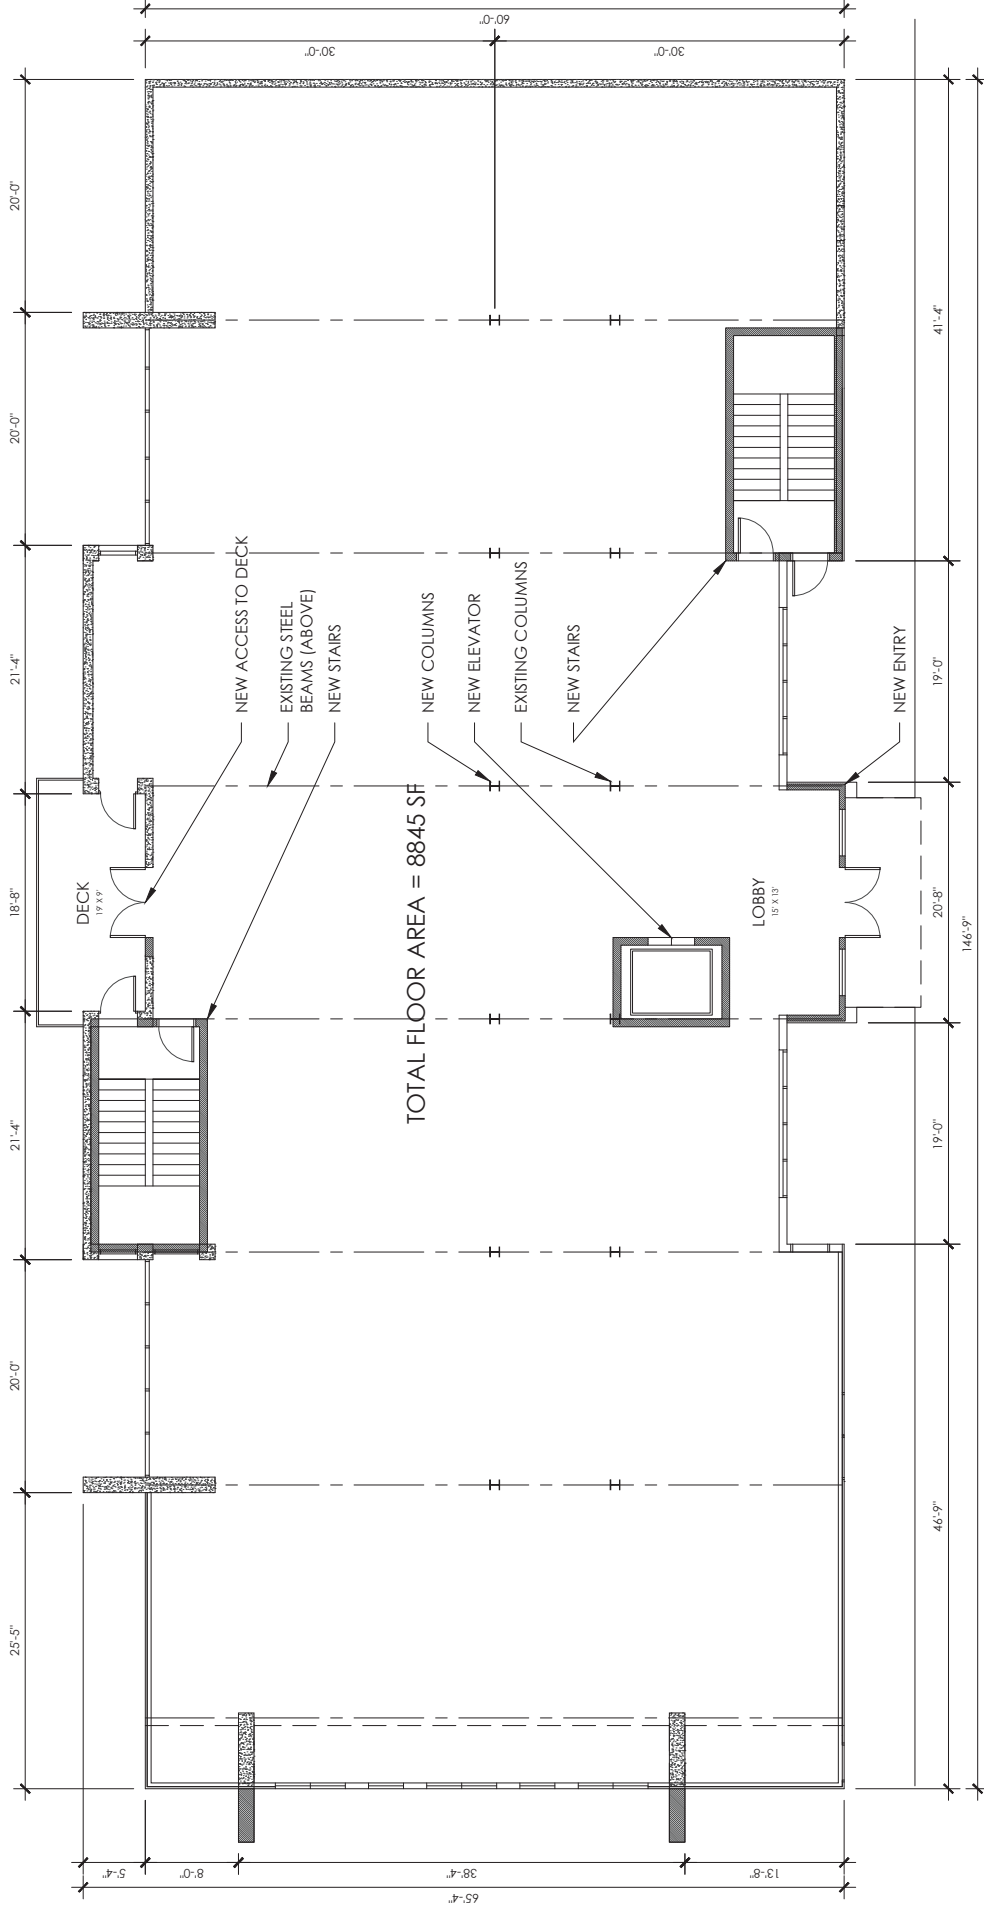 60'-0"
30'-0"
30'-0"
20'-0"
20'-0"
21'-4"
18'-8"
21'-4"
20'-0"
25'-5"
NEW ACCESS TO DECK
EXISTING STEEL
BEAMS (ABOVE)
NEW STAIRS
NEW COLUMNS
NEW ELEVATOR
EXISTING COLUMNS
NEW STAIRS
NEW ENTRY
DECK
19' X 9'
TOTAL FLOOR AREA = 8845 SF
LOBBY
15' X 13'
41'-4"
19'-0"
20'-8"
19'-0"
46'-9"
146'-9"
5'-4"
8'-0"
38'-4"
13'-8"
65'-4"